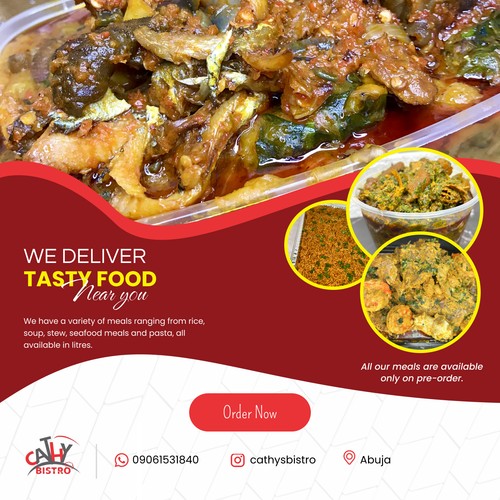 WE DELIVER
TASTY FOOD
Near you
We have a variety of meals ranging from rice,
soup, stew, seafood meals and pasta, all
available in litres.
All our meals are available
only on pre-order.
Order Now
CATHY
BISTRO
09061531840
cathysbistro
Abuja